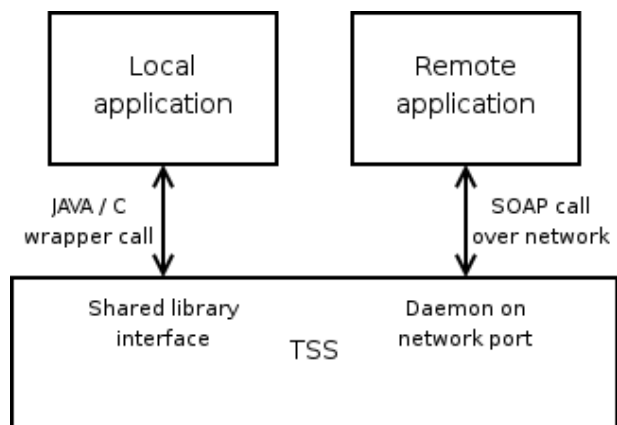 Local
application
Remote
application
JAVA / C
wrapper call
SOAP call
over network
Shared library
interface
Daemon on
network port
TSS